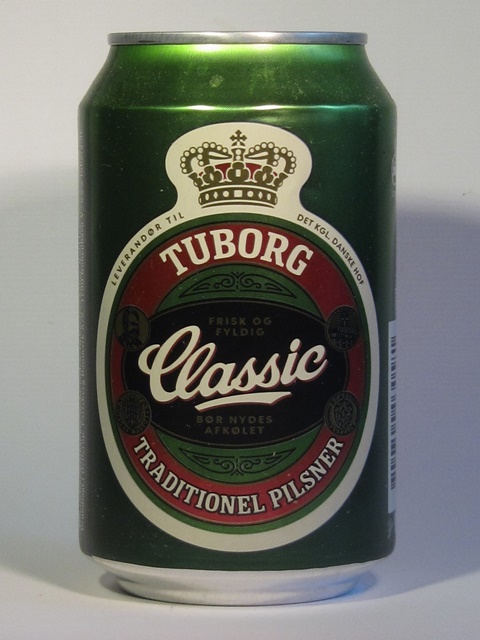 LEVERANDØR TIL DET KGL. DANSKE HOF
TUBORG
FRISK OG
FYLDIG
Classic
BØR NYDES
AFKØLET
TRADITIONEL PILSNER